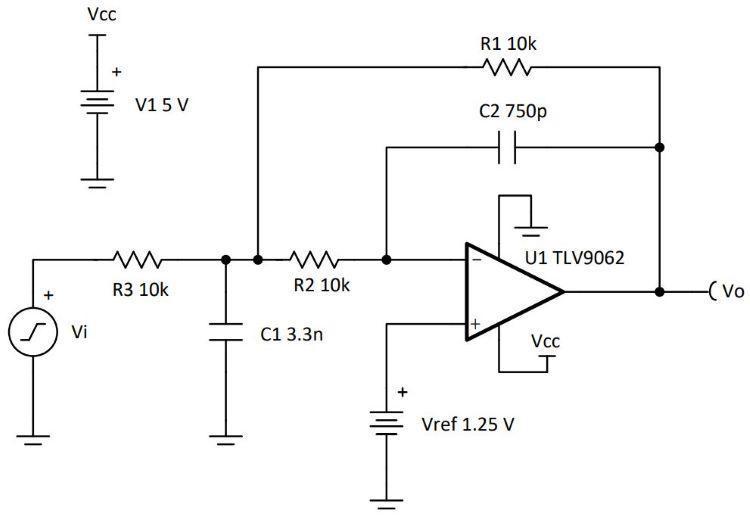 Vcc
+
V1 5 V
R1 10k
C2 750p
U1 TLV9062
−
+
R3 10k
R2 10k
Vo
+
Vi
C1 3.3n
Vcc
+
Vref 1.25 V